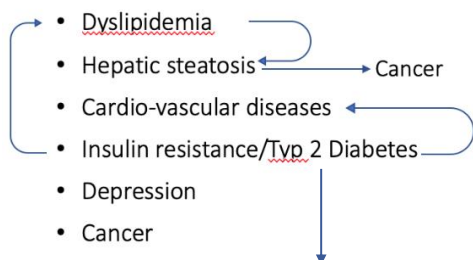 • Dyslipidemia
• Hepatic steatosis Cancer
• Cardio-vascular diseases
• Insulin resistance/Typ 2 Diabetes
• Depression
• Cancer